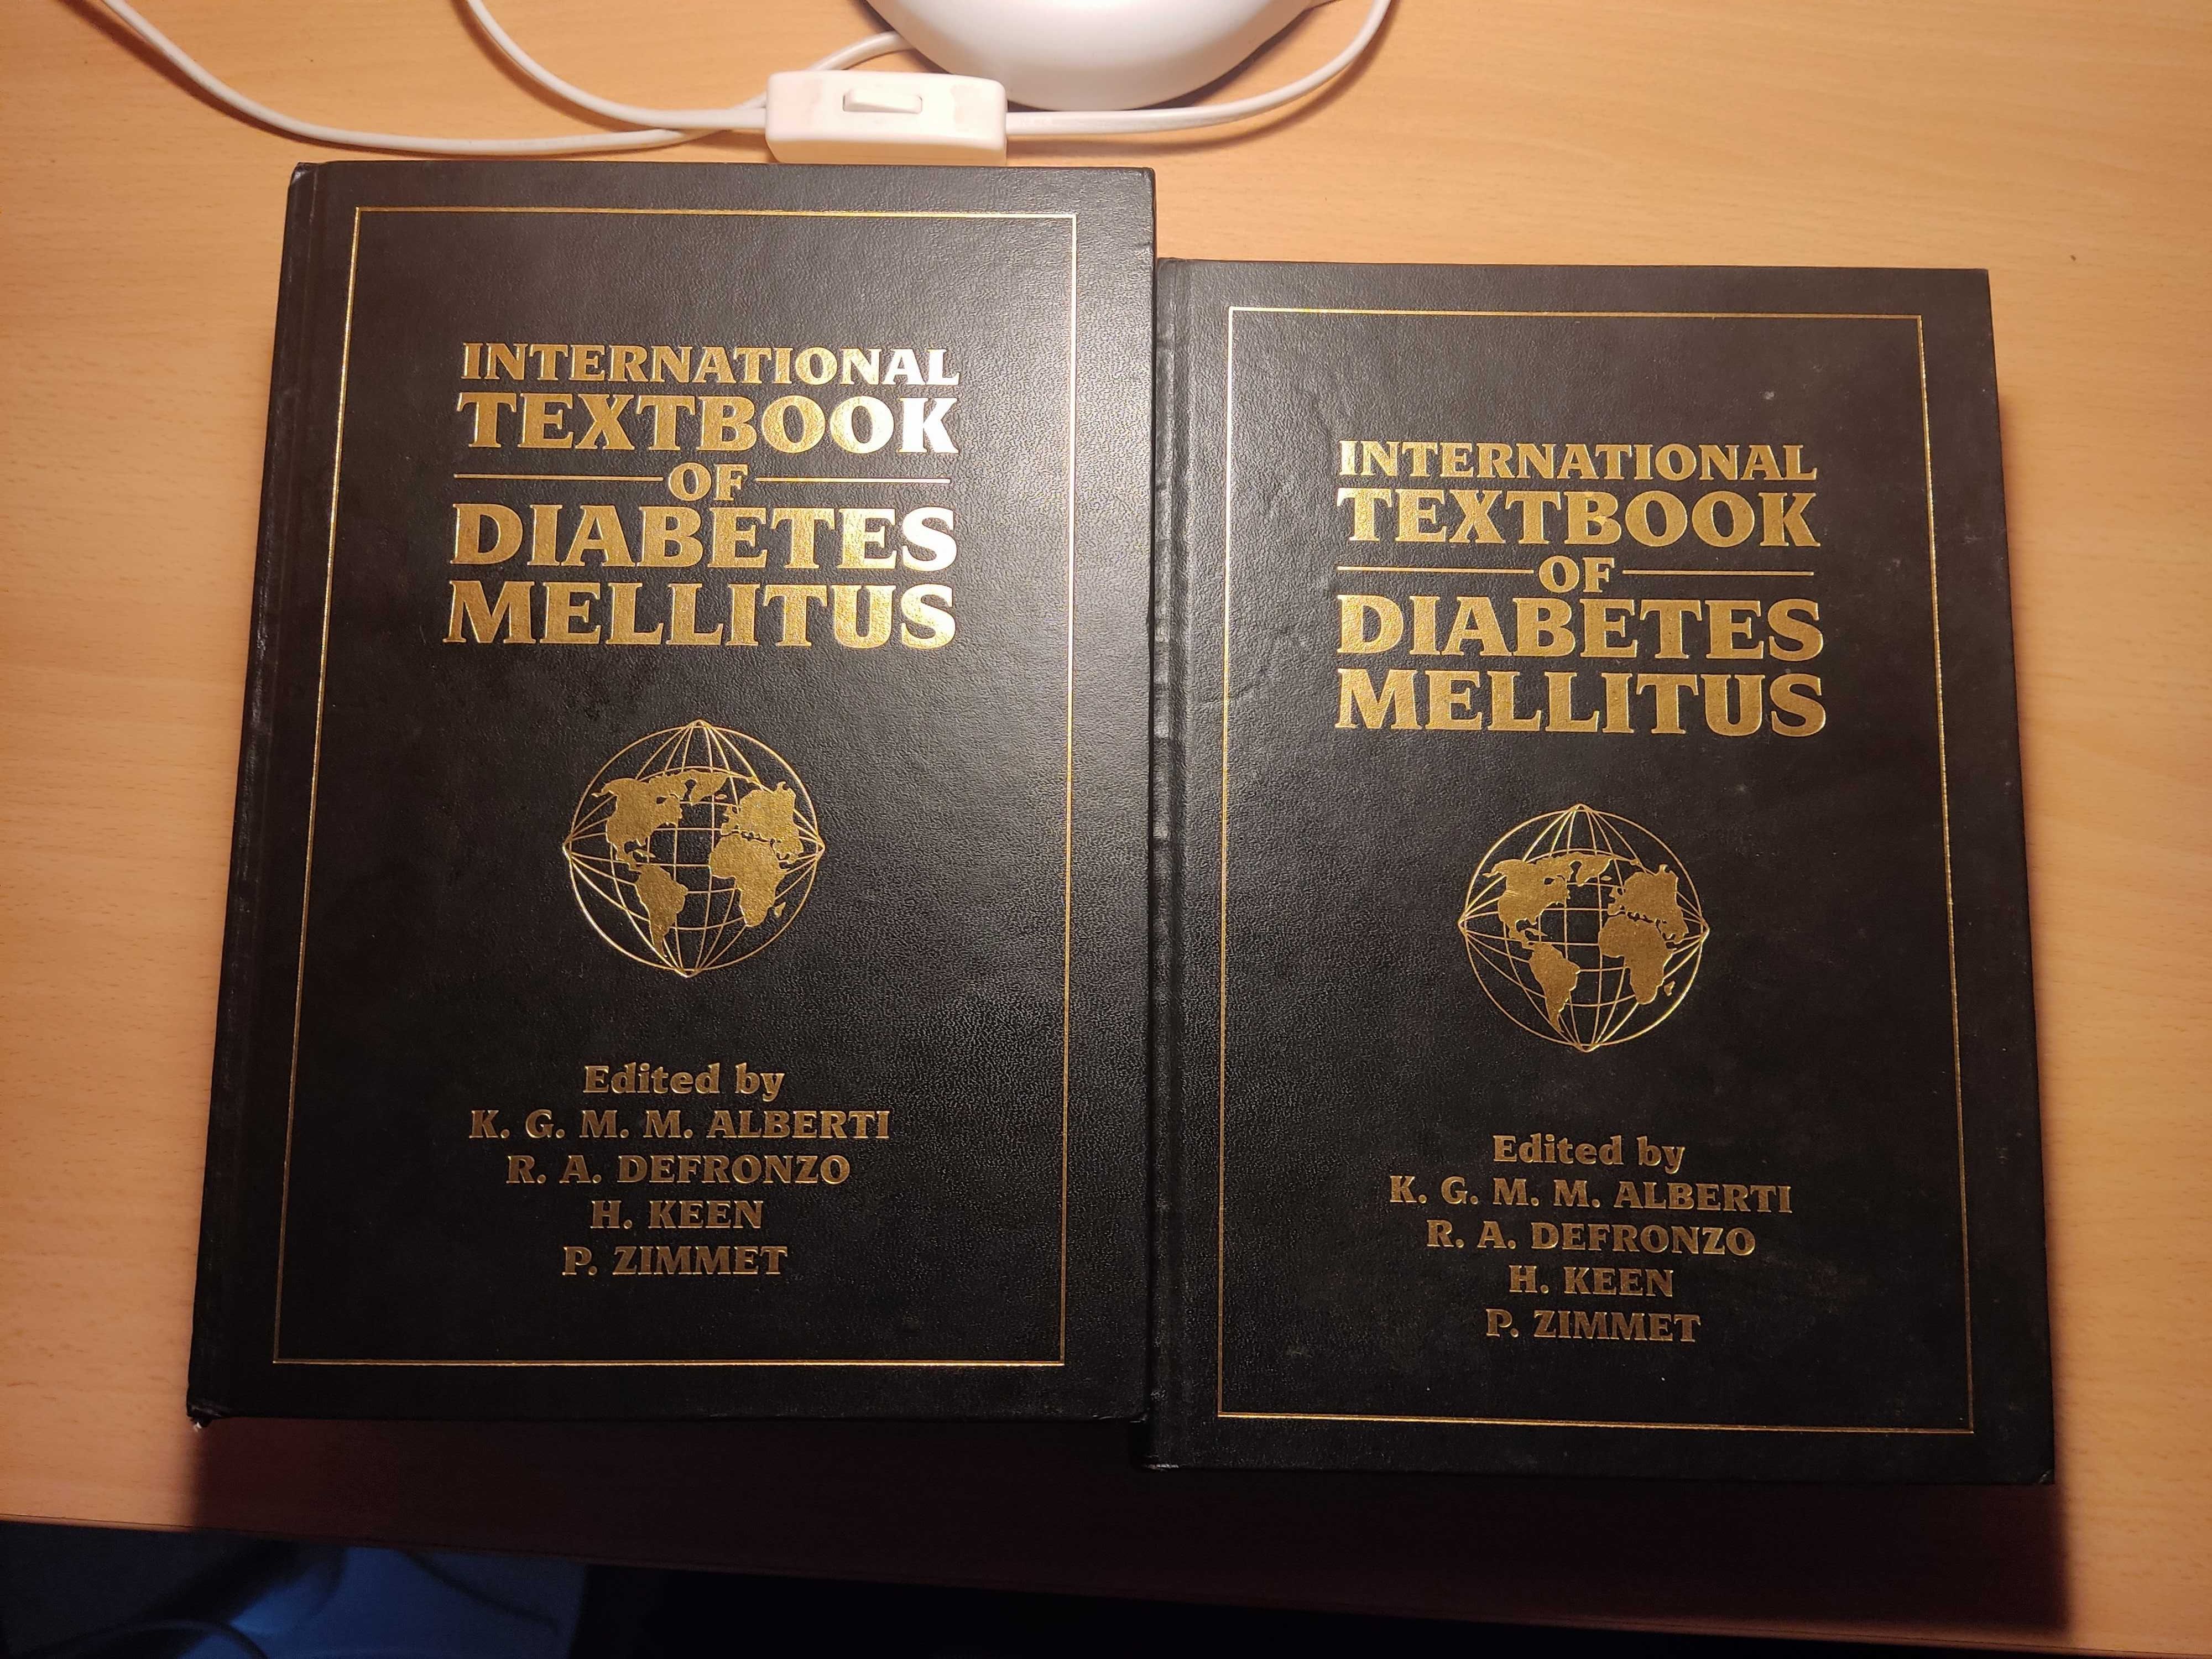 INTERNATIONAL
TEXTBOOK
OF
DIABETES
MELLITUS
Edited by
K. G. M. M. ALBERTI
R. A. DEFRONZO
H. KEEN
P. ZIMMET
INTERNATIONAL
TEXTBOOK
OF
DIABETES
MELLITUS
Edited by
K. G. M. M. ALBERTI
R. A. DEFRONZO
H. KEEN
P. ZIMMET